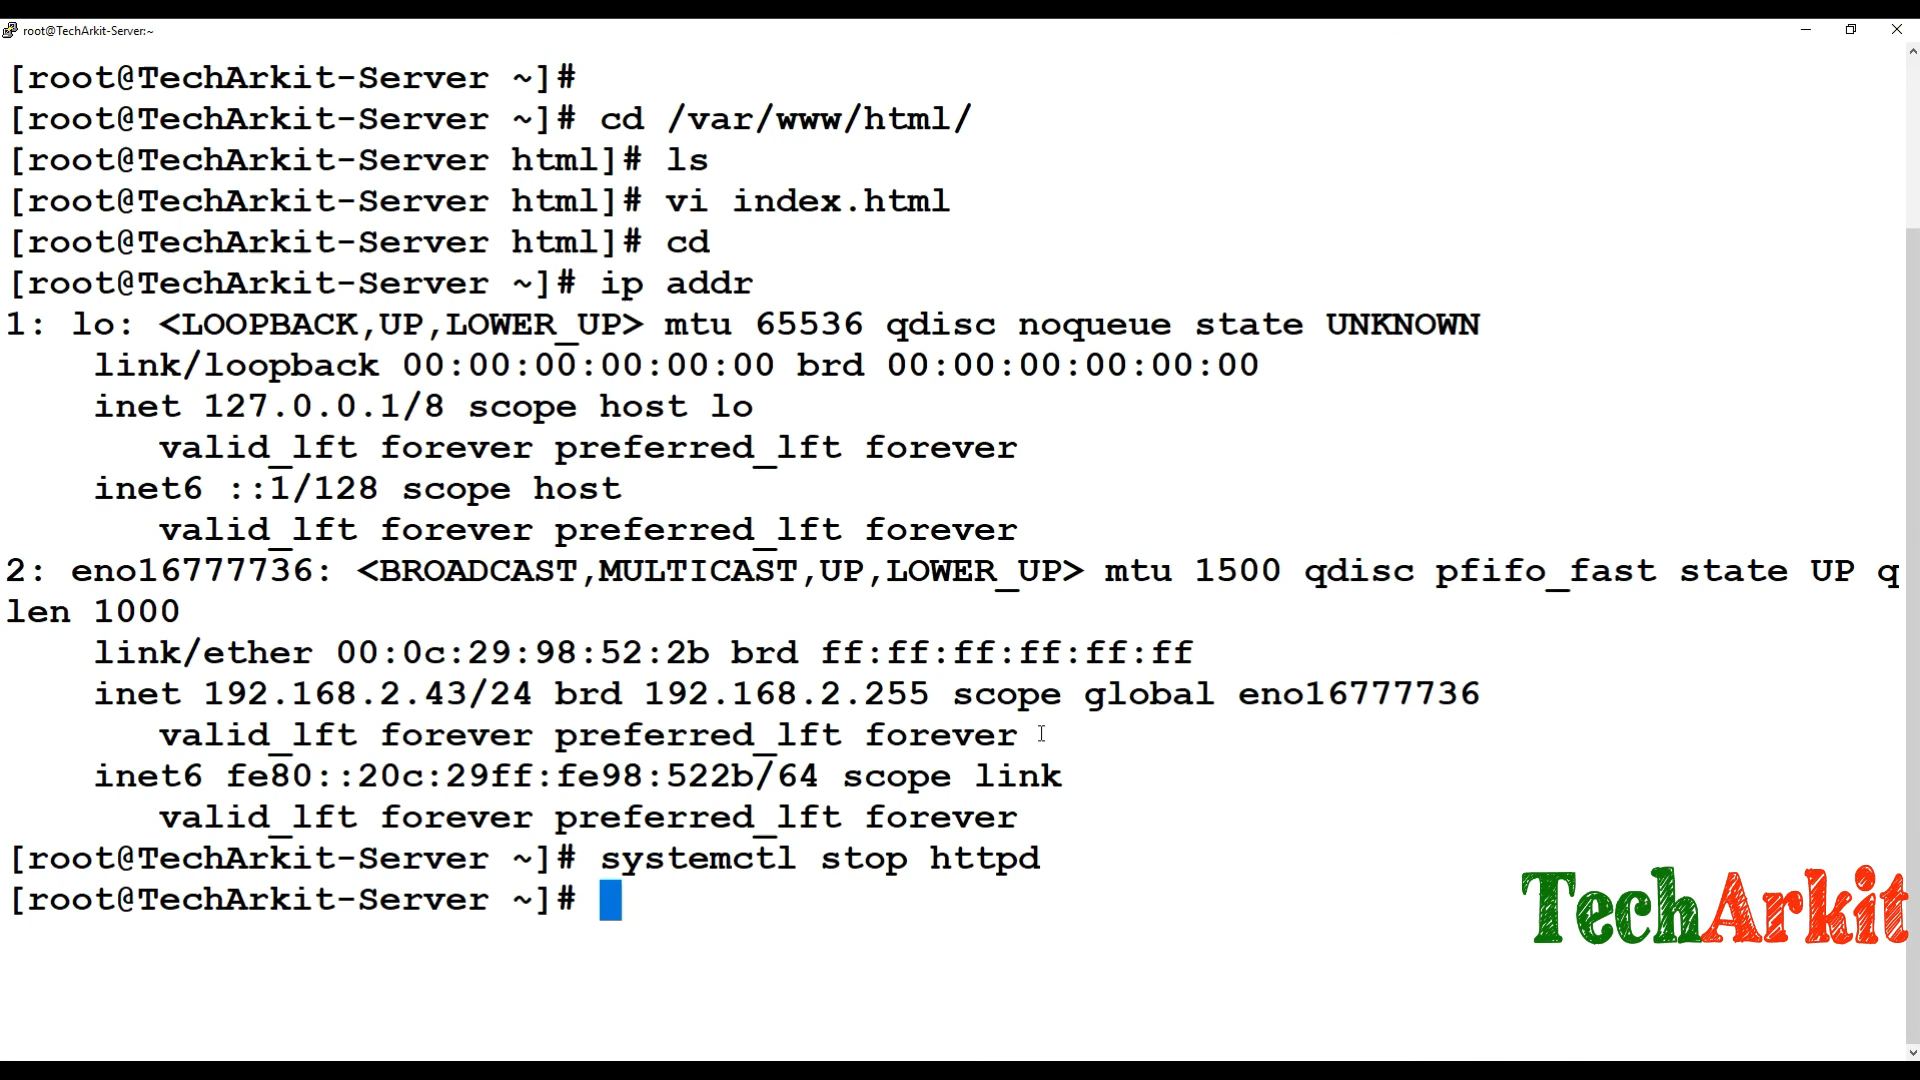 root@TechArkit-Server:~
[root@TechArkit-Server ~]#
[root@TechArkit-Server ~]# cd /var/www/html/
[root@TechArkit-Server html]# ls
[root@TechArkit-Server html]# vi index.html
[root@TechArkit-Server html]# cd
[root@TechArkit-Server ~]# ip addr
1: lo: <LOOPBACK,UP,LOWER_UP> mtu 65536 qdisc noqueue state UNKNOWN
    link/loopback 00:00:00:00:00:00 brd 00:00:00:00:00:00
    inet 127.0.0.1/8 scope host lo
       valid_lft forever preferred_lft forever
    inet6 ::1/128 scope host
       valid_lft forever preferred_lft forever
2: eno16777736: <BROADCAST,MULTICAST,UP,LOWER_UP> mtu 1500 qdisc pfifo_fast state UP q
len 1000
    link/ether 00:0c:29:98:52:2b brd ff:ff:ff:ff:ff:ff
    inet 192.168.2.43/24 brd 192.168.2.255 scope global eno16777736
       valid_lft forever preferred_lft forever
    inet6 fe80::20c:29ff:fe98:522b/64 scope link
       valid_lft forever preferred_lft forever
[root@TechArkit-Server ~]# systemctl stop httpd
[root@TechArkit-Server ~]#
TechArkit